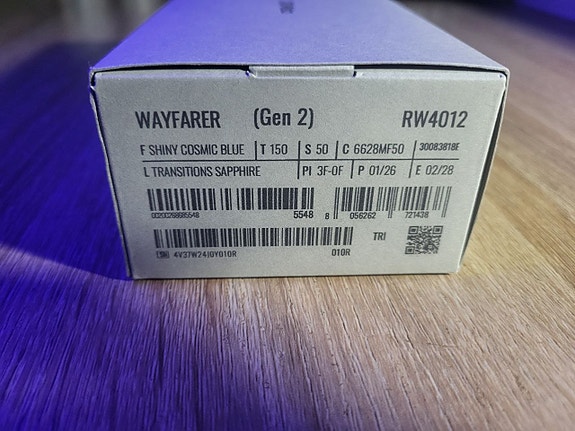 WAYFARER (Gen 2) RW4012
F SHINY COSMIC BLUE T 150 S 50 C 6628MF50 30083818E
L TRANSITIONS SAPPHIRE PI 3F-0F P 01/26 E 02/28
5548 8 056262 721438
TRI
SN 4V37W24J0Y010R 010R